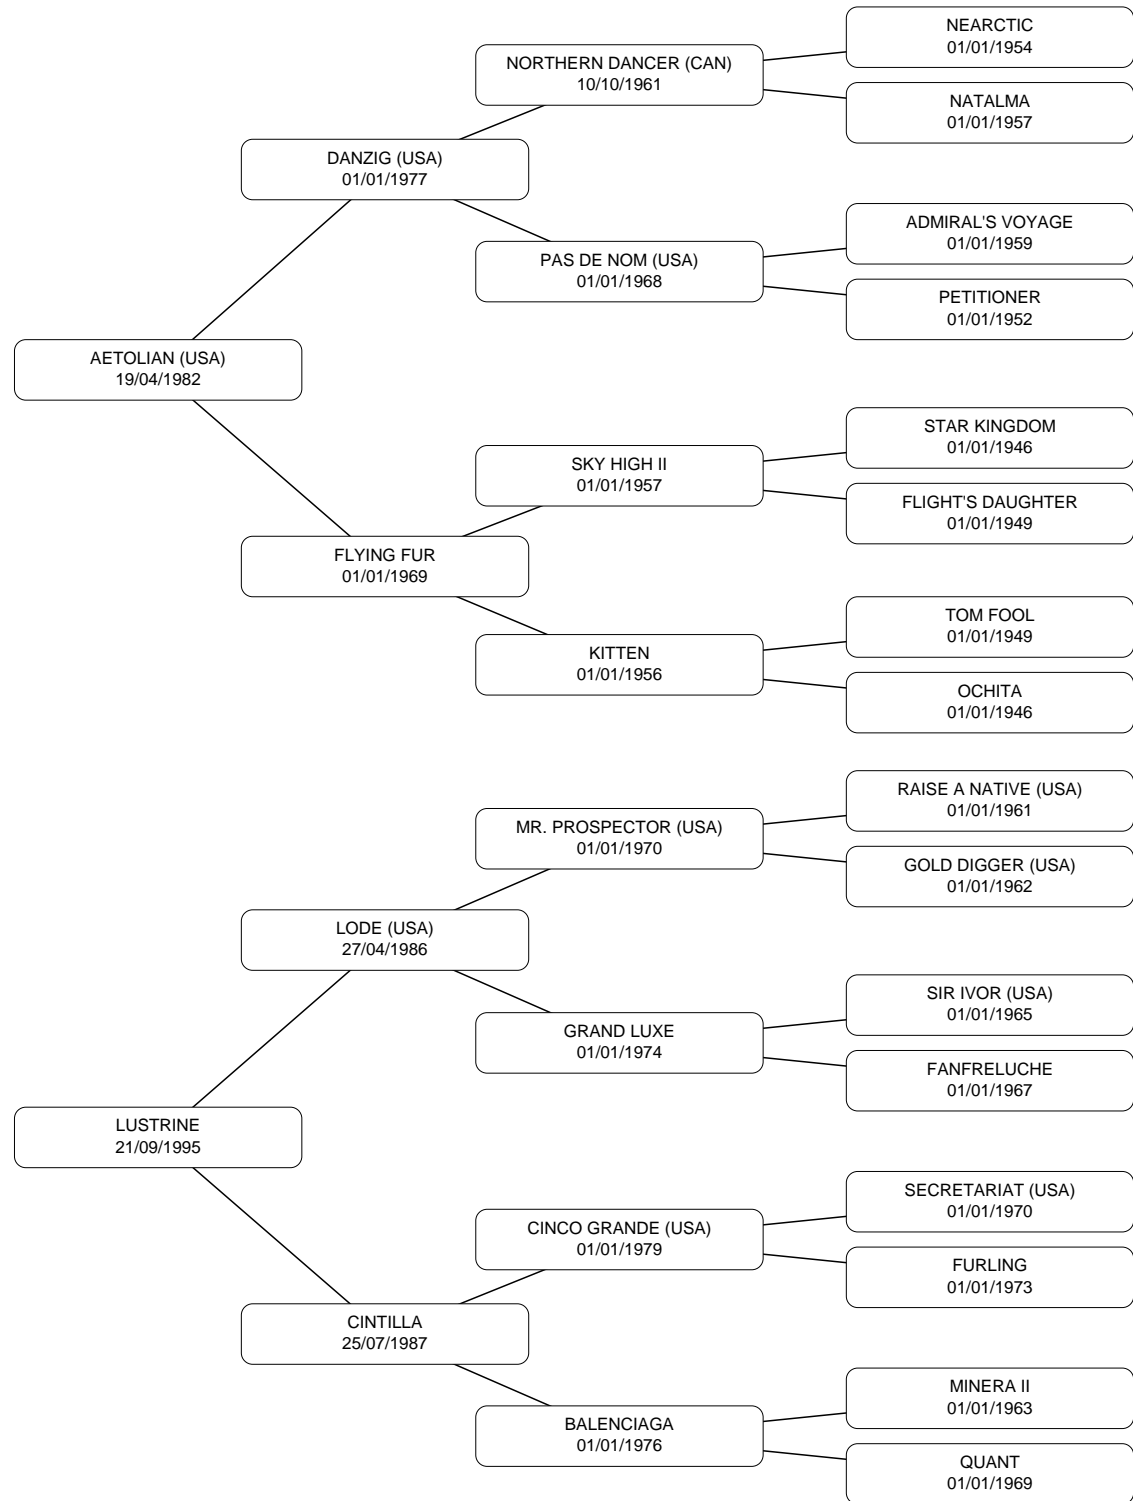 NEARCTIC
01/01/1954
NORTHERN DANCER (CAN)
10/10/1961
NATALMA
01/01/1957
DANZIG (USA)
01/01/1977
ADMIRAL'S VOYAGE
01/01/1959
PAS DE NOM (USA)
01/01/1968
PETITIONER
01/01/1952
AETOLIAN (USA)
19/04/1982
STAR KINGDOM
01/01/1946
SKY HIGH II
01/01/1957
FLIGHT'S DAUGHTER
01/01/1949
FLYING FUR
01/01/1969
TOM FOOL
01/01/1949
KITTEN
01/01/1956
OCHITA
01/01/1946
RAISE A NATIVE (USA)
01/01/1961
MR. PROSPECTOR (USA)
01/01/1970
GOLD DIGGER (USA)
01/01/1962
LODE (USA)
27/04/1986
SIR IVOR (USA)
01/01/1965
GRAND LUXE
01/01/1974
FANFRELUCHE
01/01/1967
LUSTRINE
21/09/1995
SECRETARIAT (USA)
01/01/1970
CINCO GRANDE (USA)
01/01/1979
FURLING
01/01/1973
CINTILLA
25/07/1987
MINERA II
01/01/1963
BALENCIAGA
01/01/1976
QUANT
01/01/1969